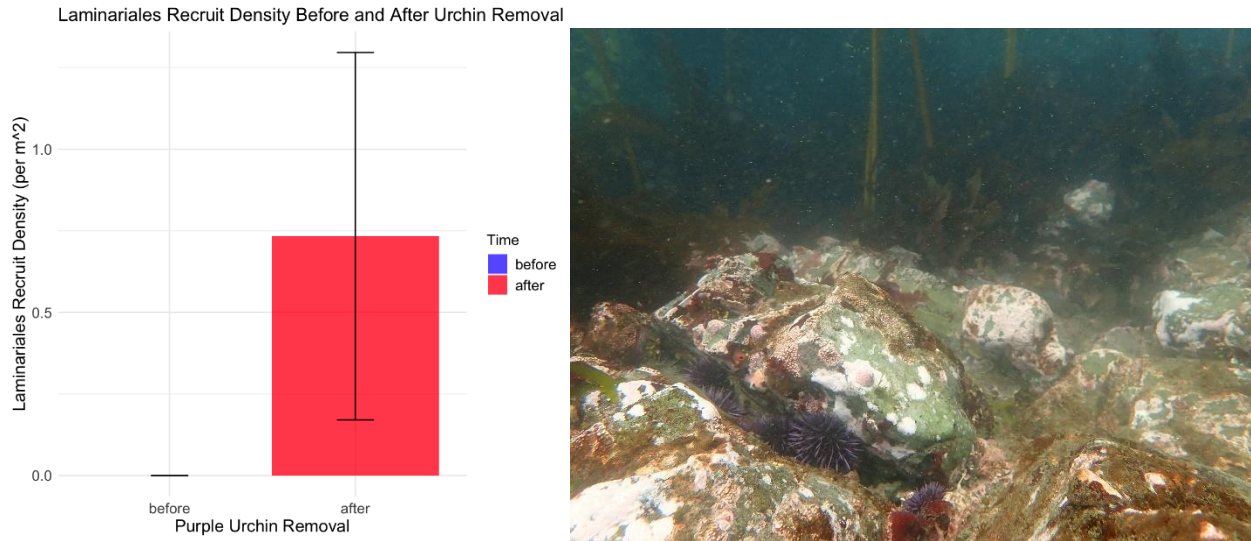 Laminariales Recruit Density Before and After Urchin Removal
Laminariales Recruit Density (per m^2)
1.0
0.5
0.0
before
after
Purple Urchin Removal
Time
before
after